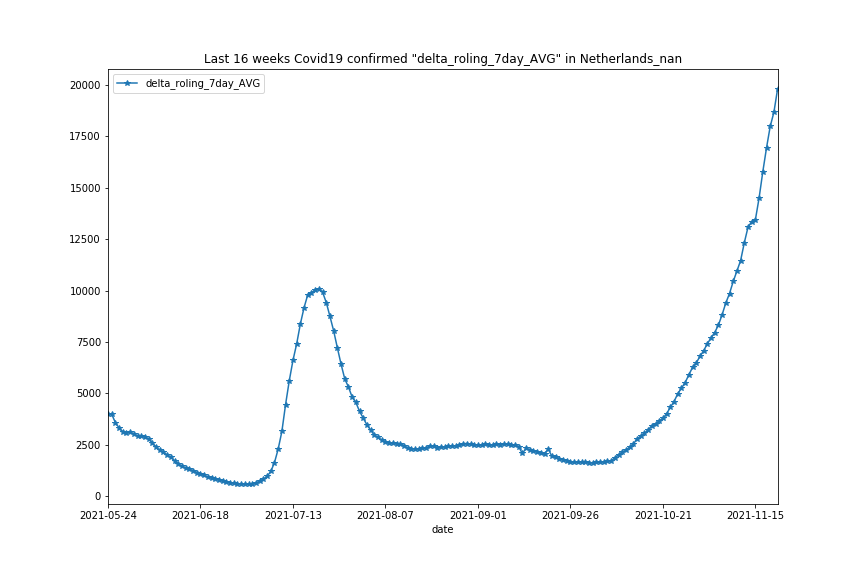 Last 16 weeks Covid19 confirmed "delta_roling_7day_AVG" in Netherlands_nan
delta_roling_7day_AVG
20000
17500
15000
12500
10000
7500
5000
2500
0
2021-05-24 2021-06-18 2021-07-13 2021-08-07 2021-09-01 2021-09-26 2021-10-21 2021-11-15
date